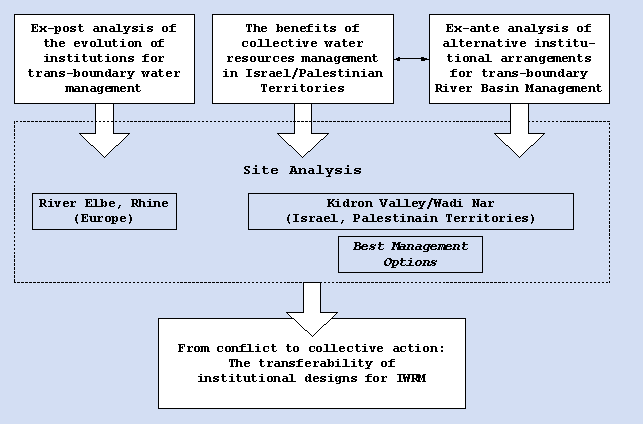 Ex-post analysis of
the evolution of
institutions for
trans-boundary water
management
The benefits of
collective water
resources management
in Israel/Palestinian
Territories
Ex-ante analysis of
alternative institu-
tional arrangements
for trans-boundary
River Basin Management
Site Analysis
River Elbe, Rhine
(Europe)
Kidron Valley/Wadi Nar
(Israel, Palestinain Territories)
Best Management
Options
From conflict to collective action:
The transferability of
institutional designs for IWRM